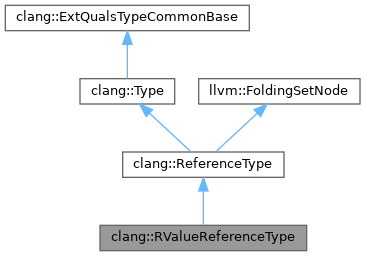 clang::ExtQualsTypeCommonBase
clang::Type
llvm::FoldingSetNode
clang::ReferenceType
clang::RValueReferenceType